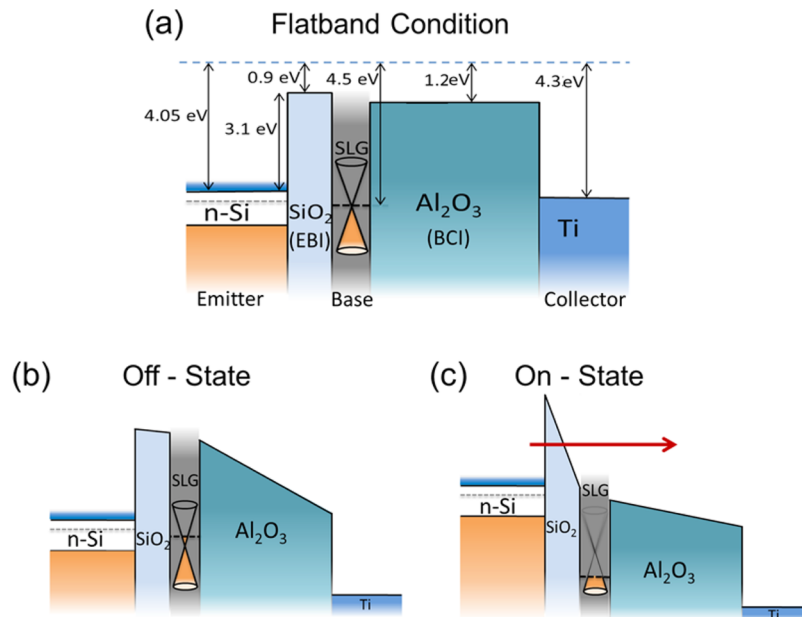 (a) Flatband Condition
0.9 eV 4.5 eV 1.2eV 4.3eV
4.05 eV
3.1 eV
SLG
n-Si SiO₂ Al₂O₃ Ti
(EBI) (BCI)
Emitter Base Collector
(b) Off - State
SLG
n-Si SiO₂ Al₂O₃
Ti
(c) On - State
SLG
n-Si
SiO₂
Al₂O₃
Ti